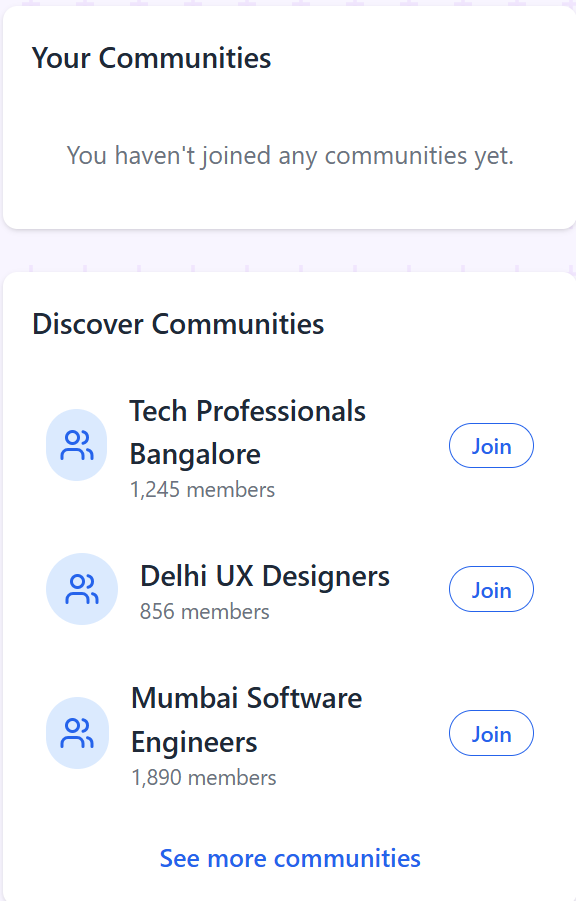 Your Communities
You haven't joined any communities yet.
Discover Communities
Tech Professionals
Bangalore
1,245 members
Join
Delhi UX Designers
856 members
Join
Mumbai Software
Engineers
1,890 members
Join
See more communities